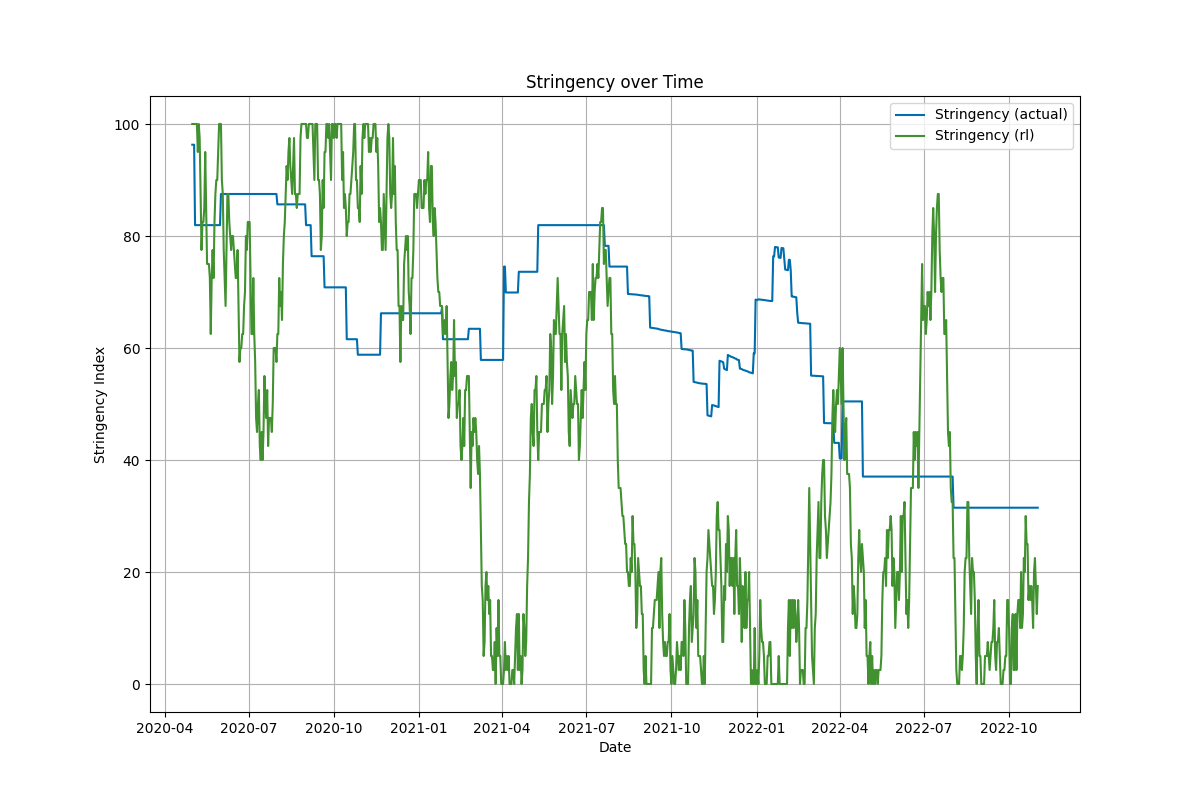 Stringency over Time
Stringency (actual)
Stringency (rl)
Stringency Index
100
80
60
40
20
0
2020-04 2020-07 2020-10 2021-01 2021-04 2021-07 2021-10 2022-01 2022-04 2022-07 2022-10
Date